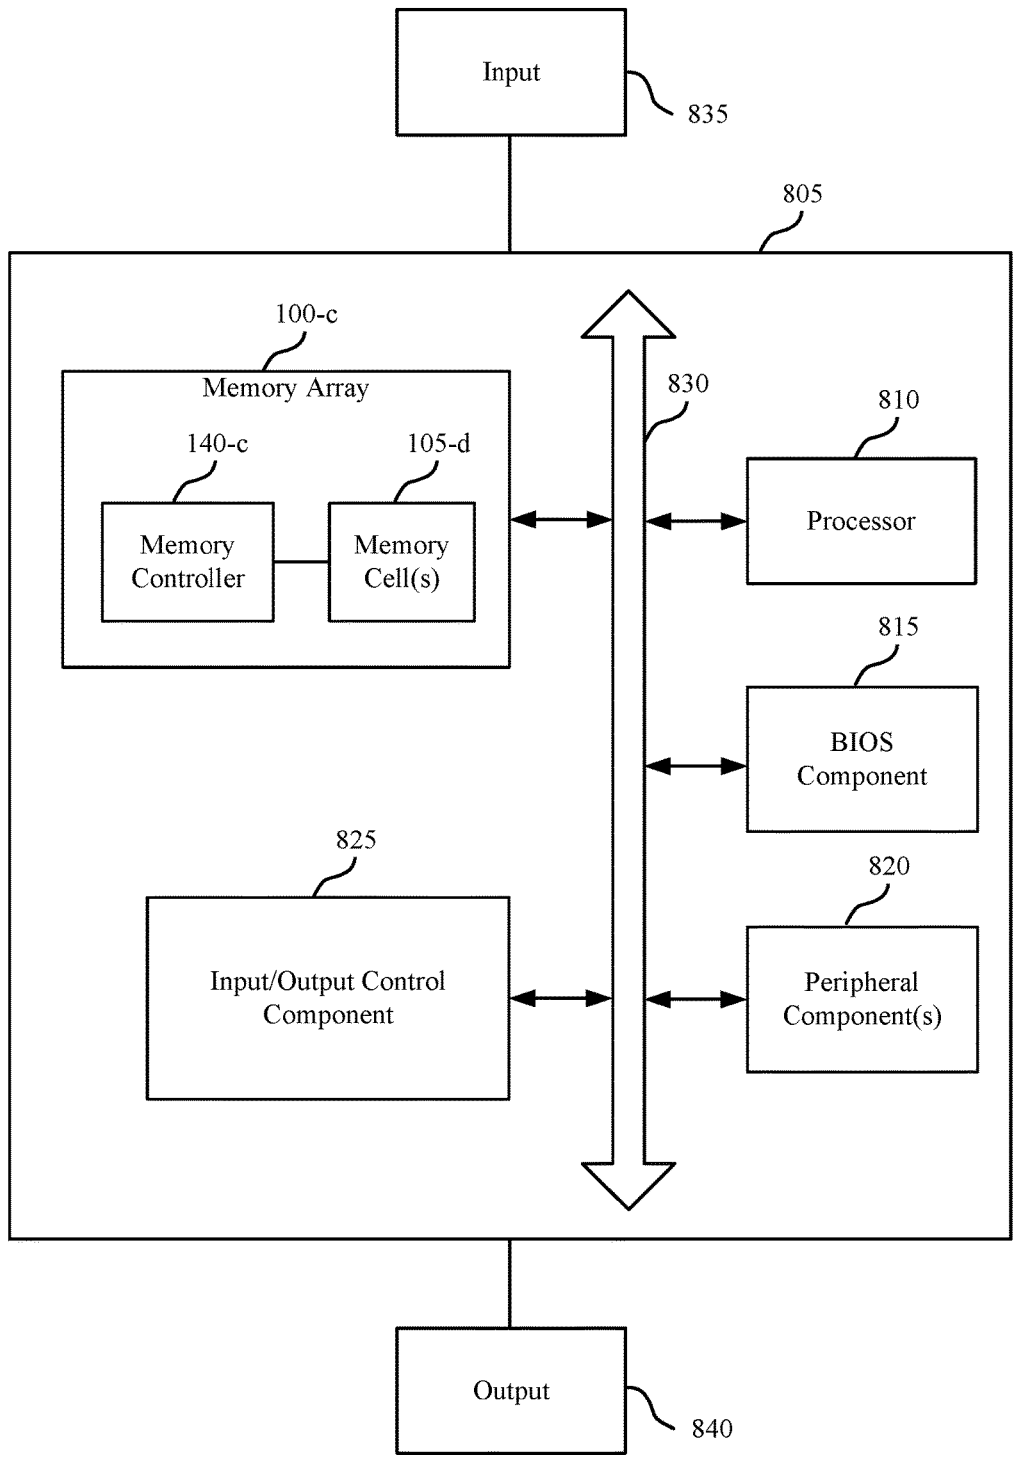 Input
835
805
100-c
Memory Array
140-c
105-d
Memory
Controller
Memory
Cell(s)
830
810
Processor
815
BIOS
Component
825
Input/Output Control
Component
820
Peripheral
Component(s)
Output
840